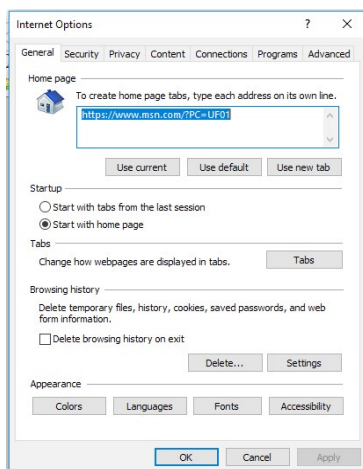 Internet Options
? X
General Security Privacy Content Connections Programs Advanced
Home page
To create home page tabs, type each address on its own line.
https://www.msn.com/?PC=UF01
Use current Use default Use new tab
Startup
Start with tabs from the last session
Start with home page
Tabs
Change how webpages are displayed in tabs. Tabs
Browsing history
Delete temporary files, history, cookies, saved passwords, and web
form information.
Delete browsing history on exit
Delete... Settings
Appearance
Colors Languages Fonts Accessibility
OK Cancel Apply